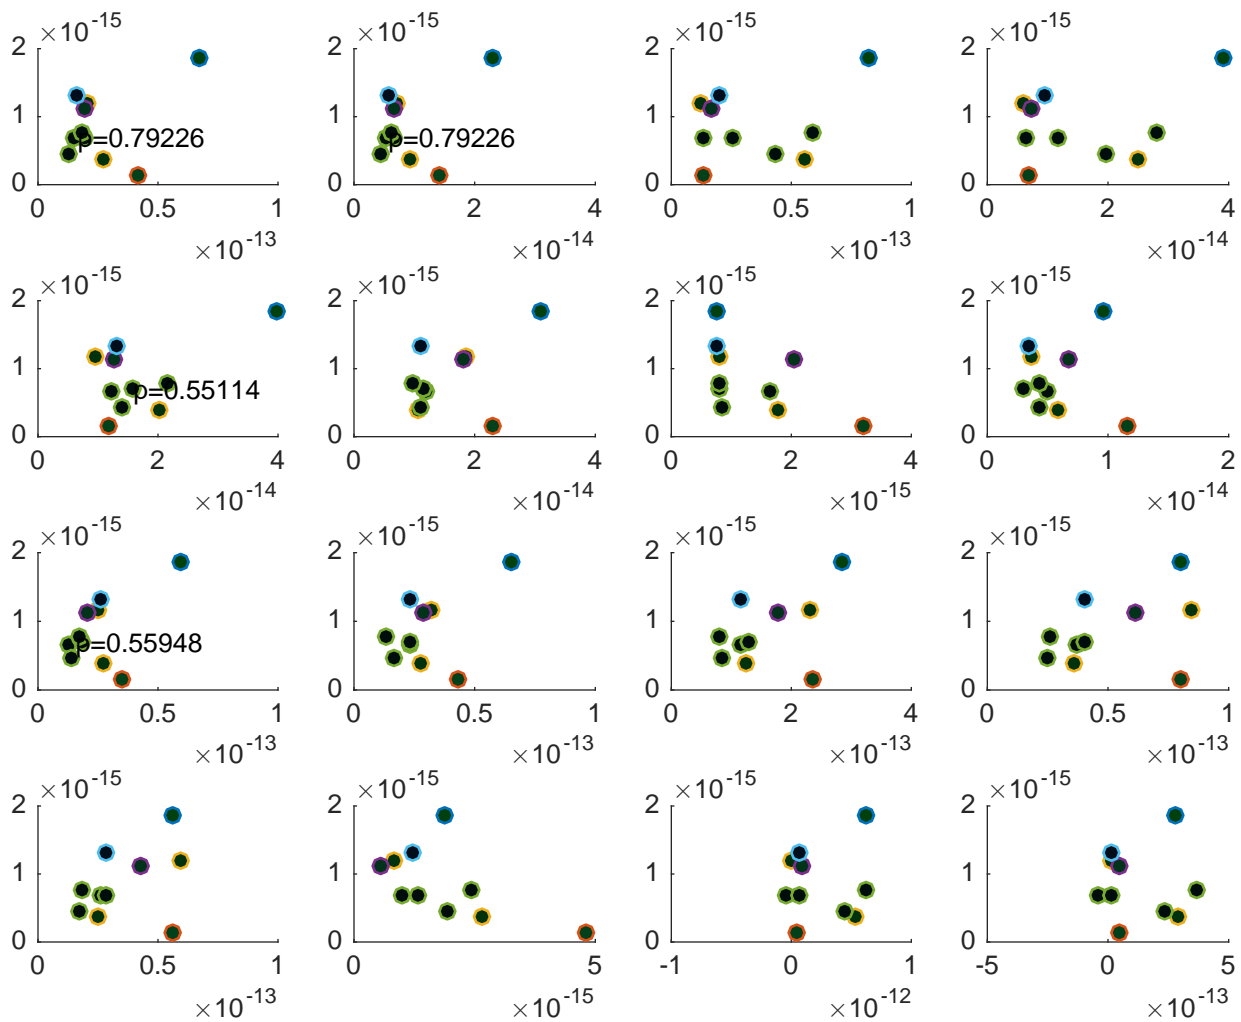 ×10-15 ×10-15 ×10-15 ×10-15
2 2 2 2
1 1 1 1
p=0.79226 p=0.79226
0 0 0 0
0 0.5 1 0 2 4 0 0.5 1 0 2 4
×10-13 ×10-14 ×10-13 ×10-14
×10-15 ×10-15 ×10-15 ×10-15
2 2 2 2
1 1 1 1
p=0.55114
0 0 0 0
0 2 4 0 2 4 0 2 4 0 1 2
×10-14 ×10-14 ×10-15 ×10-14
×10-15 ×10-15 ×10-15 ×10-15
2 2 2 2
1 1 1 1
p=0.55948
0 0 0 0
0 0.5 1 0 0.5 1 0 2 4 0 0.5 1
×10-13 ×10-13 ×10-13 ×10-13
×10-15 ×10-15 ×10-15 ×10-15
2 2 2 2
1 1 1 1
0 0 0 0
0 0.5 1 0 5 -1 0 1 -5 0 5
×10-13 ×10-15 ×10-12 ×10-13